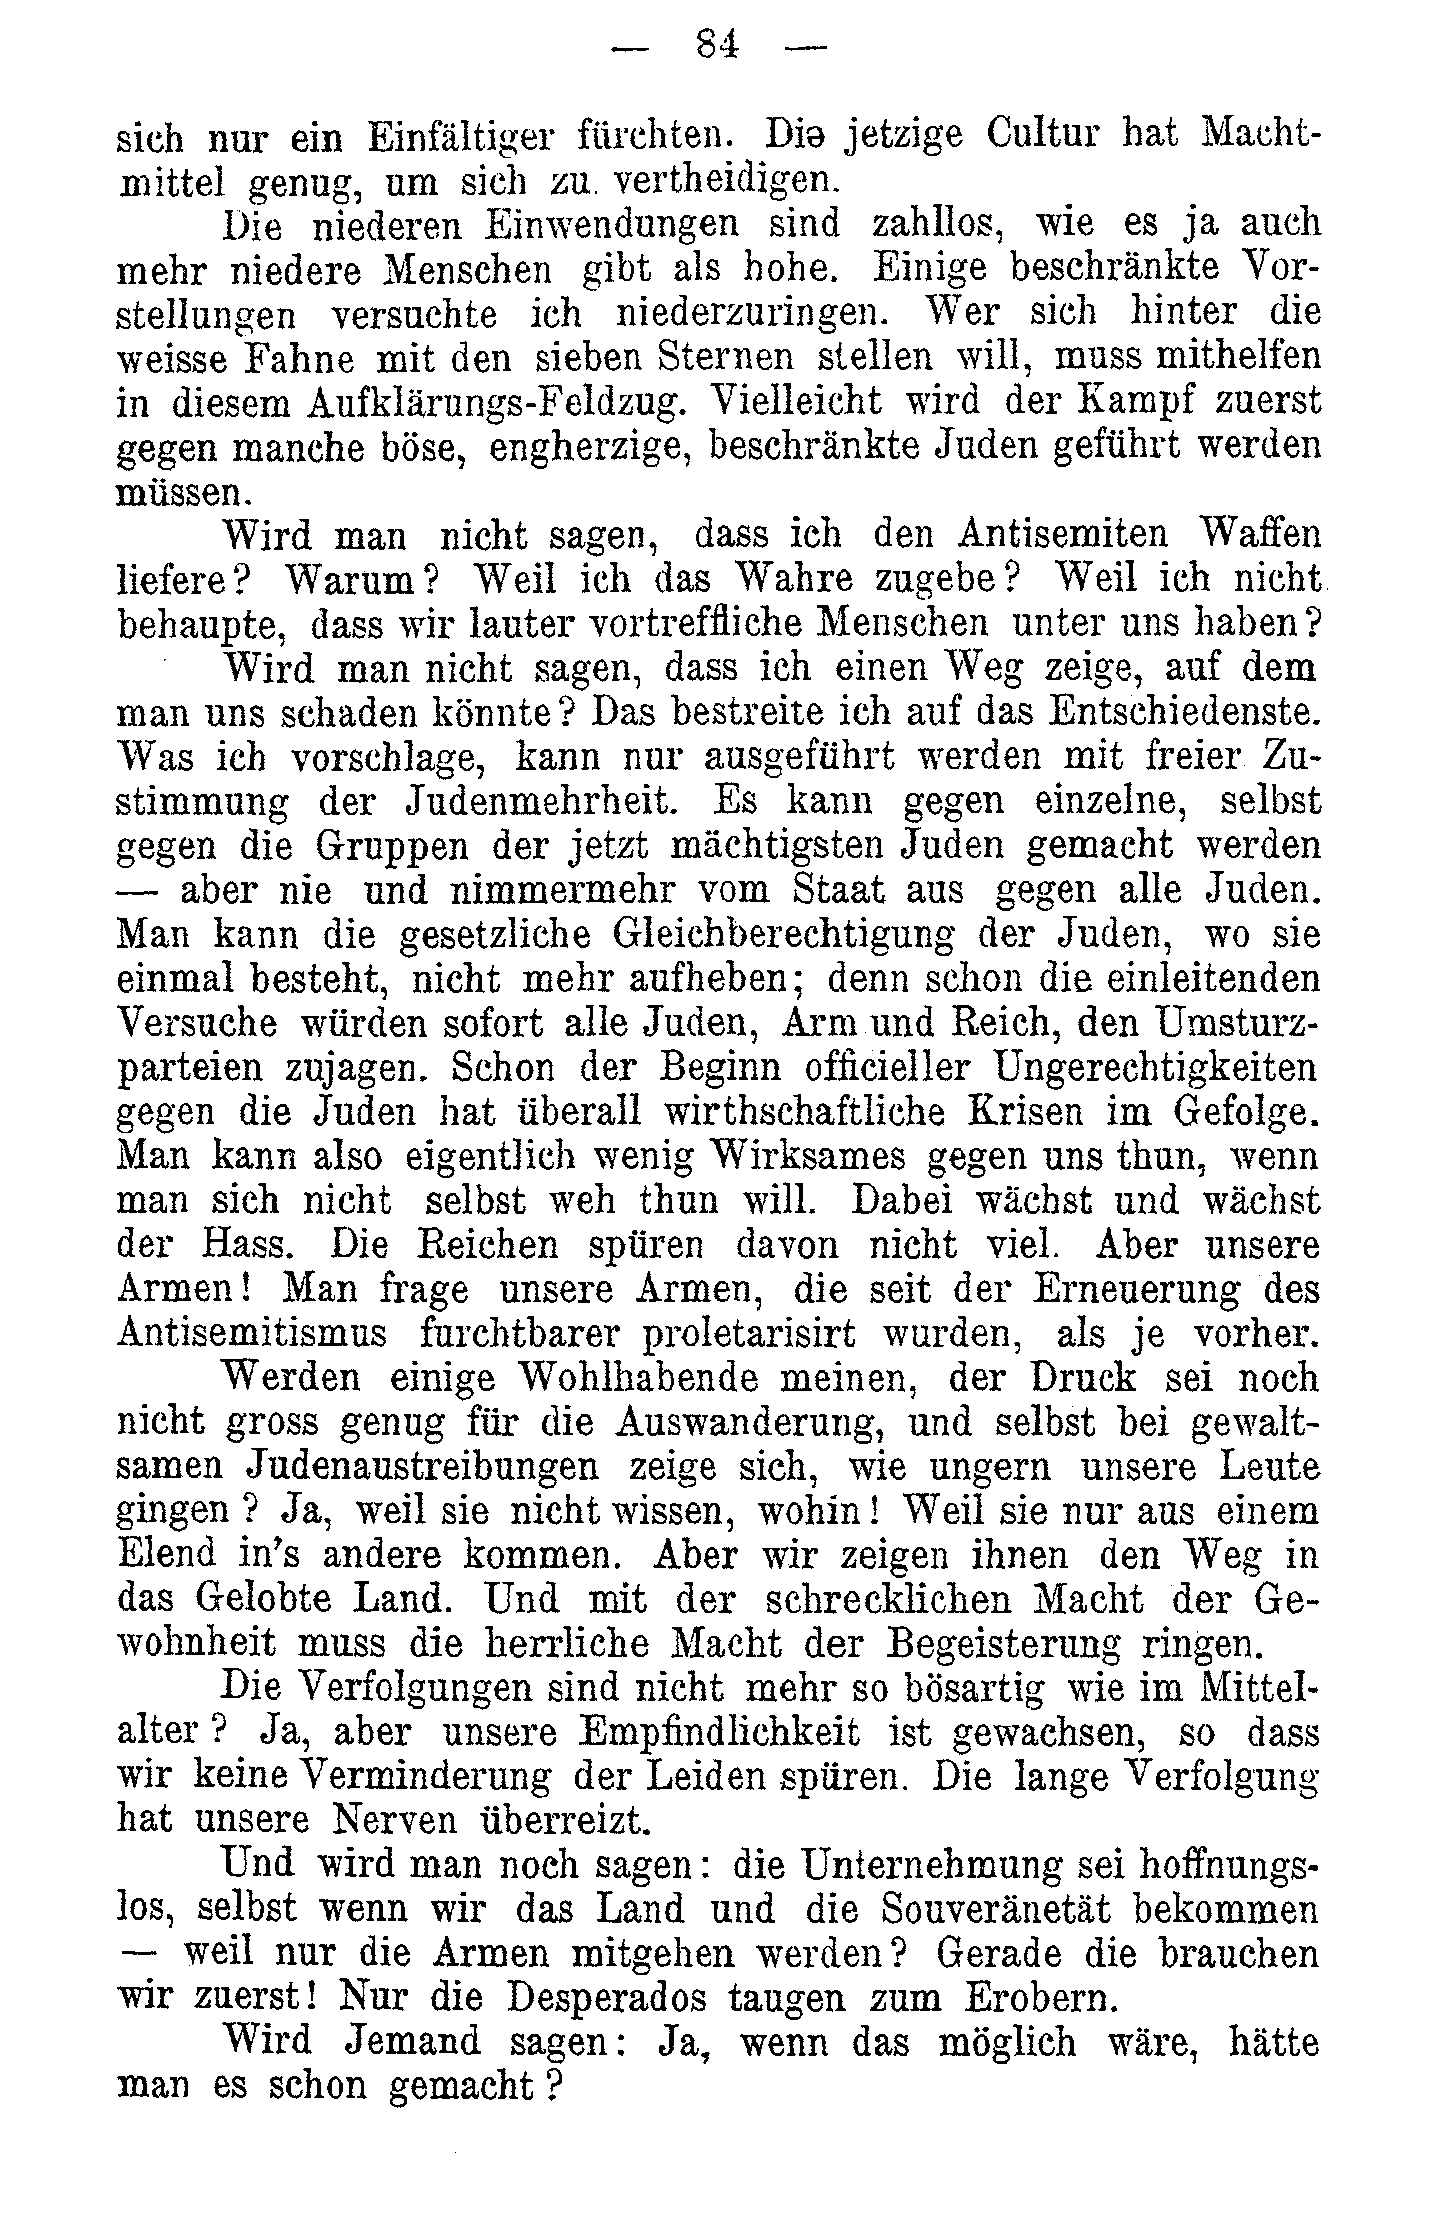 — 84 —
sich nur ein Einfältiger fürchten. Die jetzige Cultur hat Macht-
mittel genug, um sich zu vertheidigen.
Die niederen Einwendungen sind zahllos, wie es ja auch
mehr niedere Menschen gibt als hohe. Einige beschränkte Vor-
stellungen versuchte ich niederzuringen. Wer sich hinter die
weisse Fahne mit den sieben Sternen stellen will, muss mithelfen
in diesem Aufklärungs-Feldzug. Vielleicht wird der Kampf zuerst
gegen manche böse, engherzige, beschränkte Juden geführt werden
müssen.
Wird man nicht sagen, dass ich den Antisemiten Waffen
liefere? Warum? Weil ich das Wahre zugebe? Weil ich nicht
behaupte, dass wir lauter vortreffliche Menschen unter uns haben?
Wird man nicht sagen, dass ich einen Weg zeige, auf dem
man uns schaden könnte? Das bestreite ich auf das Entschiedenste.
Was ich vorschlage, kann nur ausgeführt werden mit freier Zu-
stimmung der Judenmehrheit. Es kann gegen einzelne, selbst
gegen die Gruppen der jetzt mächtigsten Juden gemacht werden
— aber nie und nimmermehr vom Staat aus gegen alle Juden.
Man kann die gesetzliche Gleichberechtigung der Juden, wo sie
einmal besteht, nicht mehr aufheben; denn schon die einleitenden
Versuche würden sofort alle Juden, Arm und Reich, den Umsturz-
parteien zujagen. Schon der Beginn officieller Ungerechtigkeiten
gegen die Juden hat überall wirthschaftliche Krisen im Gefolge.
Man kann also eigentlich wenig Wirksames gegen uns thun, wenn
man sich nicht selbst weh thun will. Dabei wächst und wächst
der Hass. Die Reichen spüren davon nicht viel. Aber unsere
Armen! Man frage unsere Armen, die seit der Erneuerung des
Antisemitismus furchtbarer proletarisirt wurden, als je vorher.
Werden einige Wohlhabende meinen, der Druck sei noch
nicht gross genug für die Auswanderung, und selbst bei gewalt-
samen Judenaustreibungen zeige sich, wie ungern unsere Leute
gingen? Ja, weil sie nicht wissen, wohin! Weil sie nur aus einem
Elend in's andere kommen. Aber wir zeigen ihnen den Weg in
das Gelobte Land. Und mit der schrecklichen Macht der Ge-
wohnheit muss die herrliche Macht der Begeisterung ringen.
Die Verfolgungen sind nicht mehr so bösartig wie im Mittel-
alter? Ja, aber unsere Empfindlichkeit ist gewachsen, so dass
wir keine Verminderung der Leiden spüren. Die lange Verfolgung
hat unsere Nerven überreizt.
Und wird man noch sagen: die Unternehmung sei hoffnungs-
los, selbst wenn wir das Land und die Souveränetät bekommen
— weil nur die Armen mitgehen werden? Gerade die brauchen
wir zuerst! Nur die Desperados taugen zum Erobern.
Wird Jemand sagen: Ja, wenn das möglich wäre, hätte
man es schon gemacht?